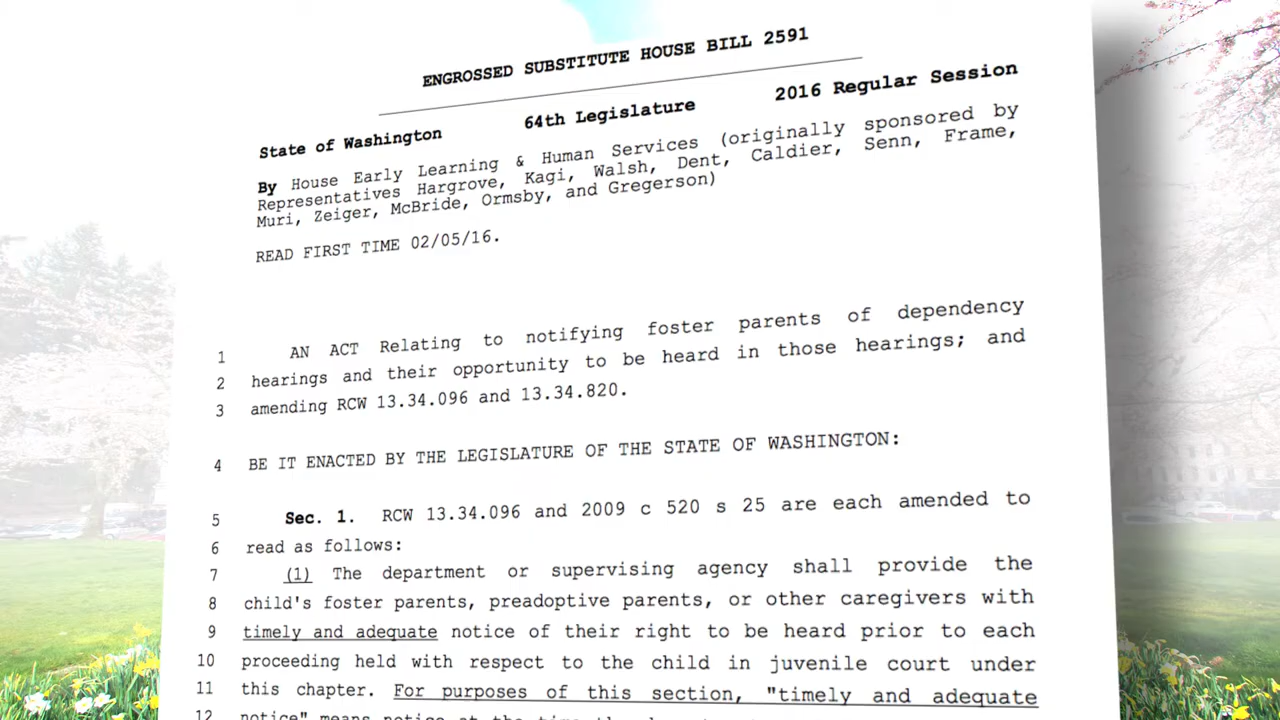 ENGROSSED SUBSTITUTE HOUSE BILL 2591
State of Washington 64th Legislature 2016 Regular Session
By House Early Learning & Human Services (originally sponsored by
Representatives Hargrove, Kagi, Walsh, Dent, Caldier, Senn, Frame,
Muri, Zeiger, McBride, Ormsby, and Gregerson)
READ FIRST TIME 02/05/16.
1 AN ACT Relating to notifying foster parents of dependency
2 hearings and their opportunity to be heard in those hearings; and
3 amending RCW 13.34.096 and 13.34.820.
4 BE IT ENACTED BY THE LEGISLATURE OF THE STATE OF WASHINGTON:
5 Sec. 1. RCW 13.34.096 and 2009 c 520 s 25 are each amended to
6 read as follows:
7 (1) The department or supervising agency shall provide the
8 child's foster parents, preadoptive parents, or other caregivers with
9 timely and adequate notice of their right to be heard prior to each
10 proceeding held with respect to the child in juvenile court under
11 this chapter. For purposes of this section, "timely and adequate
12 notice" means notice at the time the